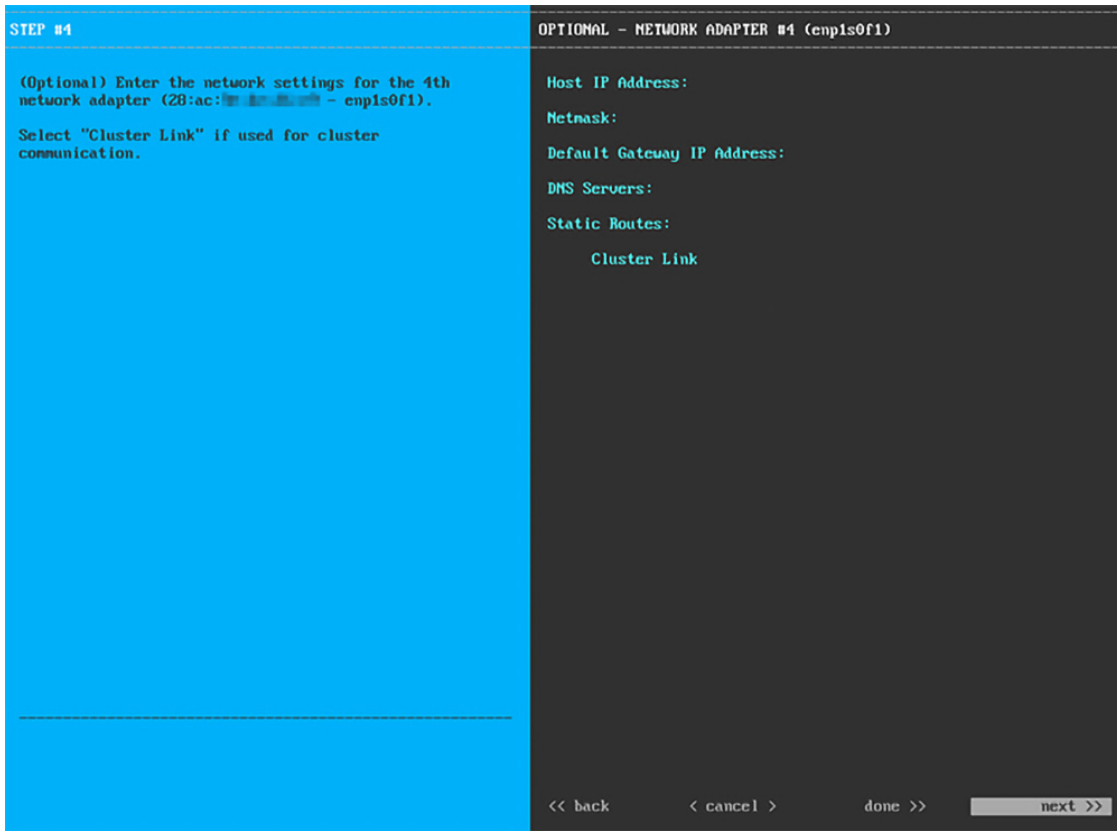 STEP #4
(Optional) Enter the network settings for the 4th
network adapter (28:ac: - enp1s0f1).
Select "Cluster Link" if used for cluster
communication.
OPTIONAL - NETWORK ADAPTER #4 (enp1s0f1)
Host IP Address:
Netmask:
Default Gateway IP Address:
DNS Servers:
Static Routes:
Cluster Link
<< back < cancel > done >> next >>